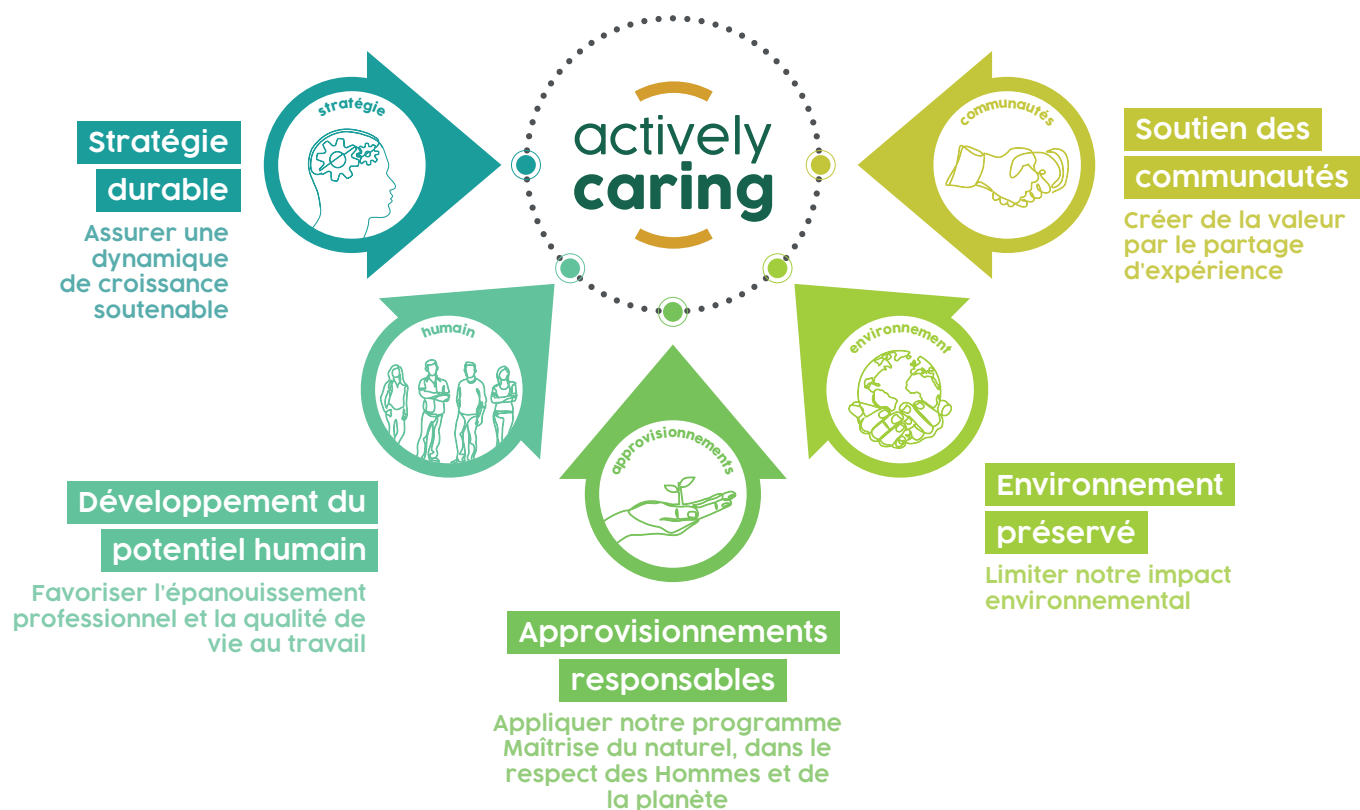 actively
caring
stratégie
Stratégie
durable
Assurer une
dynamique
de croissance
soutenable
humain
Développement du
potentiel humain
Favoriser l'épanouissement
professionnel et la qualité de
vie au travail
approvisionnements
Approvisionnements
responsables
Appliquer notre programme
Maîtrise du naturel, dans le
respect des Hommes et de
la planète
environnement
Environnement
préservé
Limiter notre impact
environnemental
communautés
Soutien des
communautés
Créer de la valeur
par le partage
d'expérience